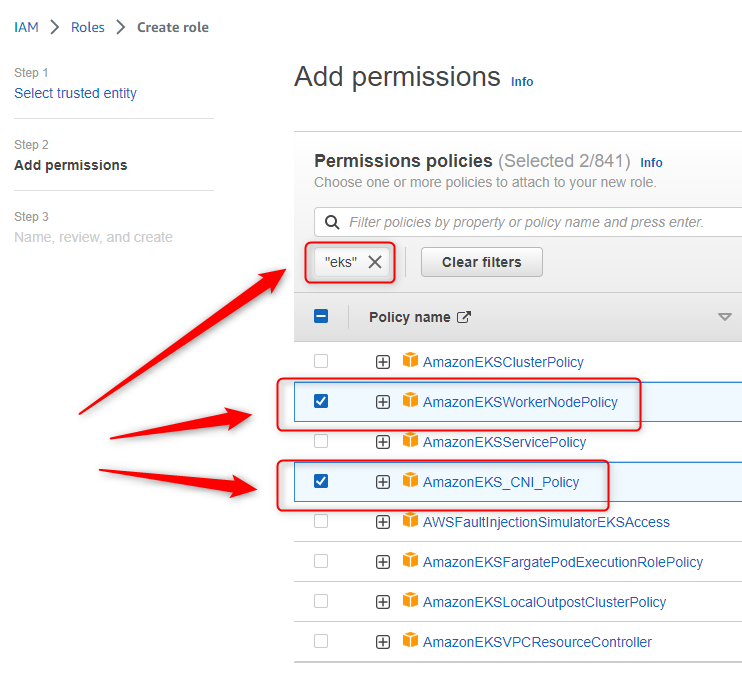 IAM > Roles > Create role
Step 1
Select trusted entity
Step 2
Add permissions
Step 3
Name, review, and create
Add permissions Info
Permissions policies (Selected 2/841) Info
Choose one or more policies to attach to your new role.
Filter policies by property or policy name and press enter.
"eks" Clear filters
Policy name
AmazonEKSClusterPolicy
AmazonEKSWorkerNodePolicy
AmazonEKSServicePolicy
AmazonEKS_CNI_Policy
AWSFaultInjectionSimulatorEKSAccess
AmazonEKSFargatePodExecutionRolePolicy
AmazonEKSLocalOutpostClusterPolicy
AmazonEKSVPCResourceController